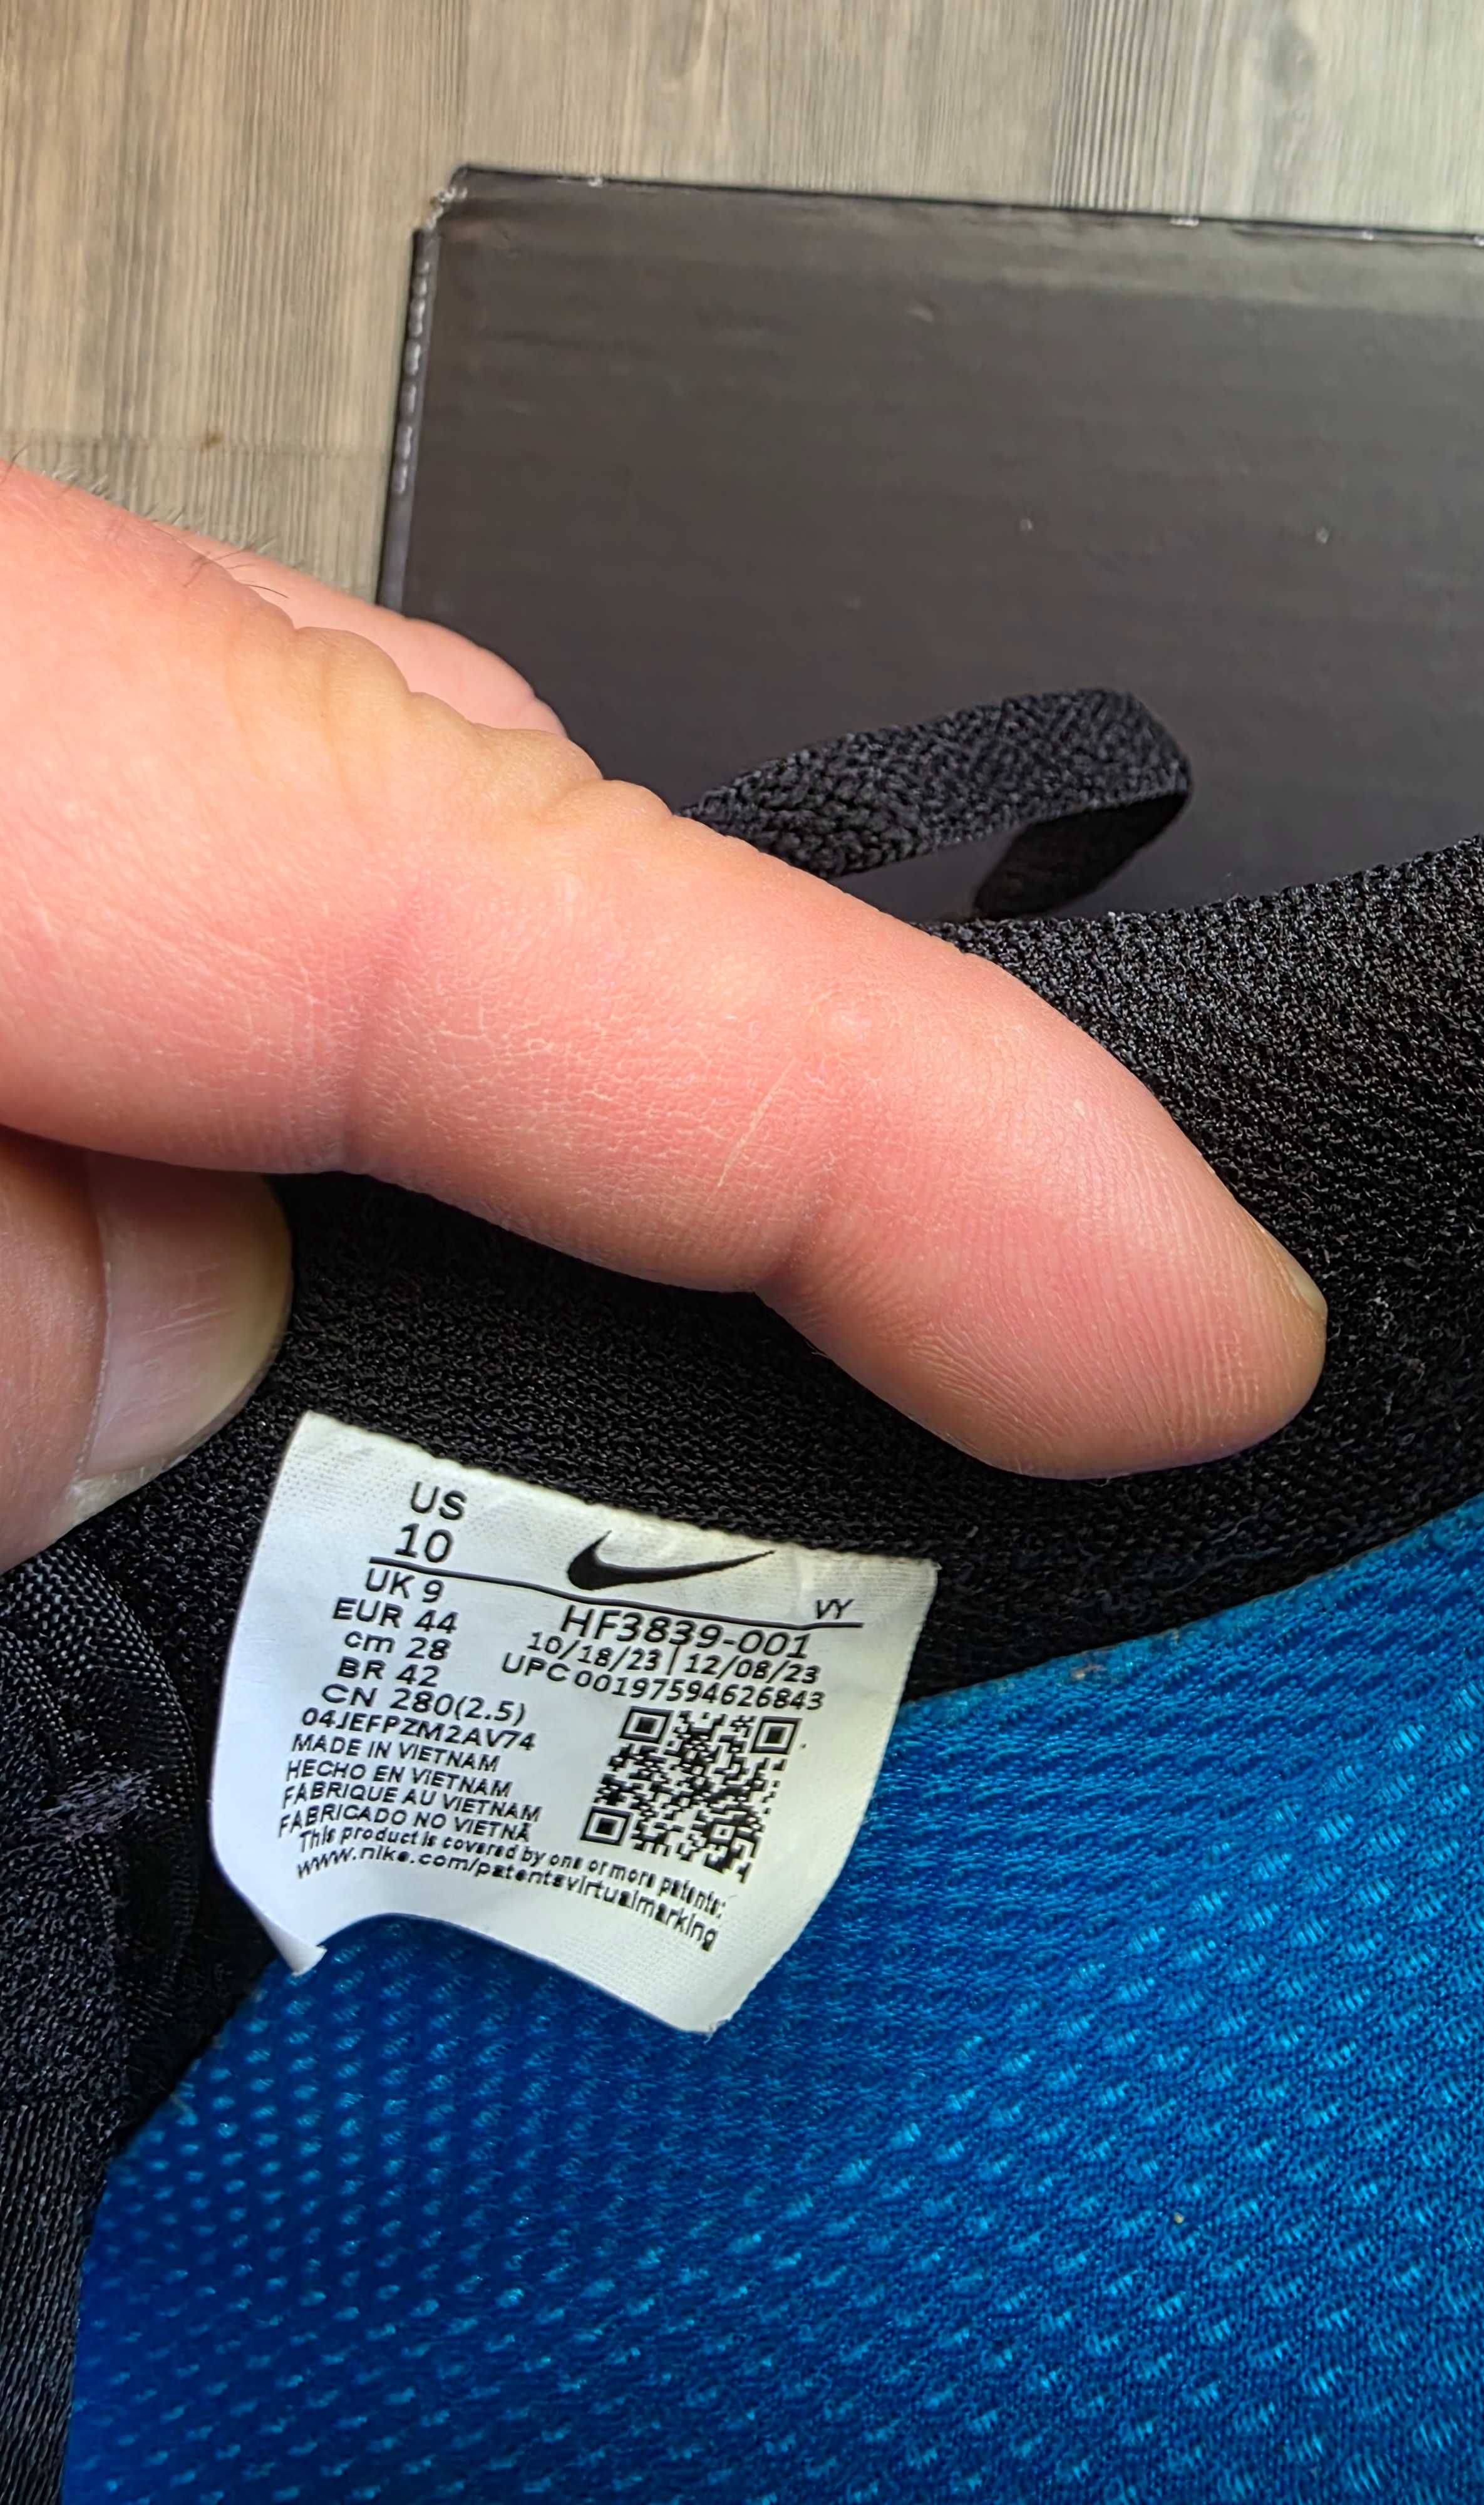 US
10
UK 9
EUR 44
cm 28
BR 42
CN 280(2.5)
04JEFPZM2AV74
MADE IN VIETNAM
HECHO EN VIETNAM
FABRIQUE AU VIETNAM
FABRICADO NO VIETNÃ
VY
HF3839-001
10/18/23 | 12/08/23
UPC 00197594626843
This product is covered by one or more patents:
www.nike.com/patentsvirtualmarking